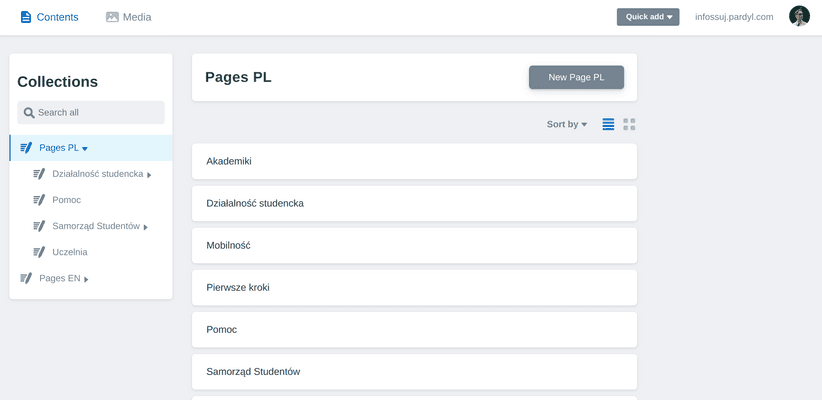 Contents
Media
Quick add
infossuj.pardyl.com
Collections
Search all
Pages PL
Działalność studencka
Pomoc
Samorząd Studentów
Uczelnia
Pages EN
Pages PL
New Page PL
Sort by
Akademiki
Działalność studencka
Mobilność
Pierwsze kroki
Pomoc
Samorząd Studentów